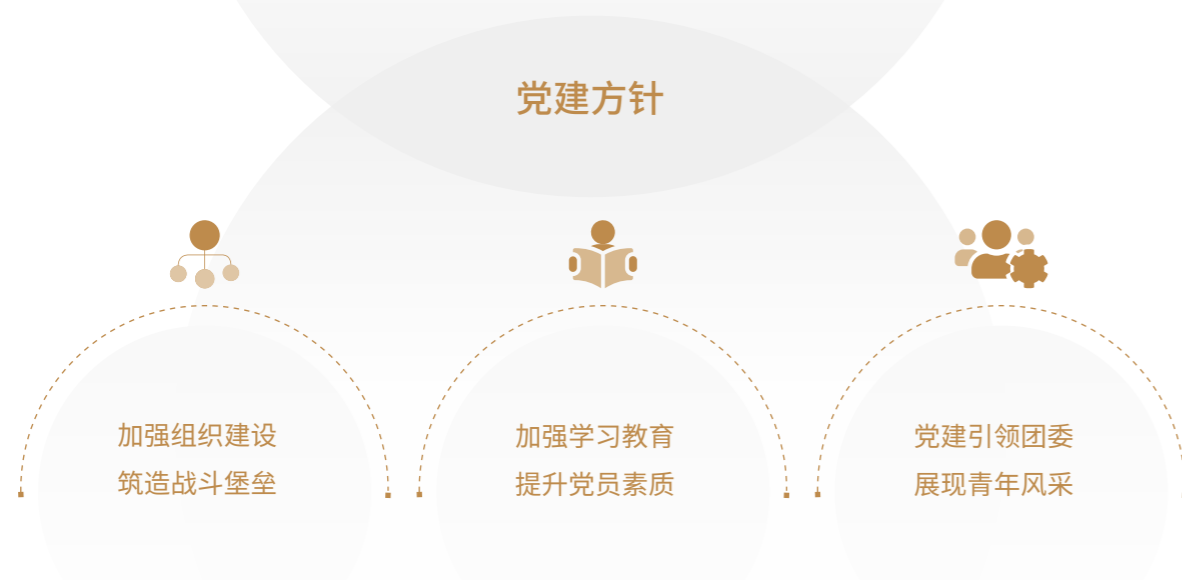 党建方针
加强组织建设
筑造战斗堡垒
加强学习教育
提升党员素质
党建引领团委
展现青年风采